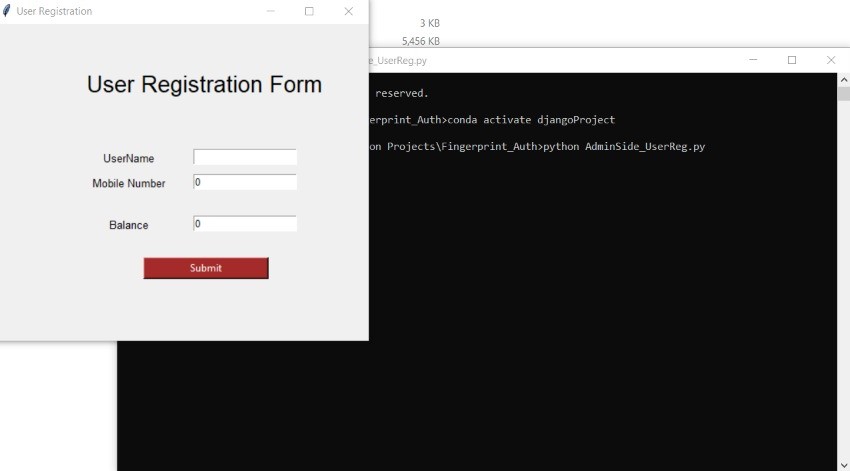 User Registration
3 KB
5,456 KB
e_UserReg.py
User Registration Form
reserved.
erprint_Auth>conda activate djangoProject
on Projects\Fingerprint_Auth>python AdminSide_UserReg.py
UserName
Mobile Number 0
Balance 0
Submit